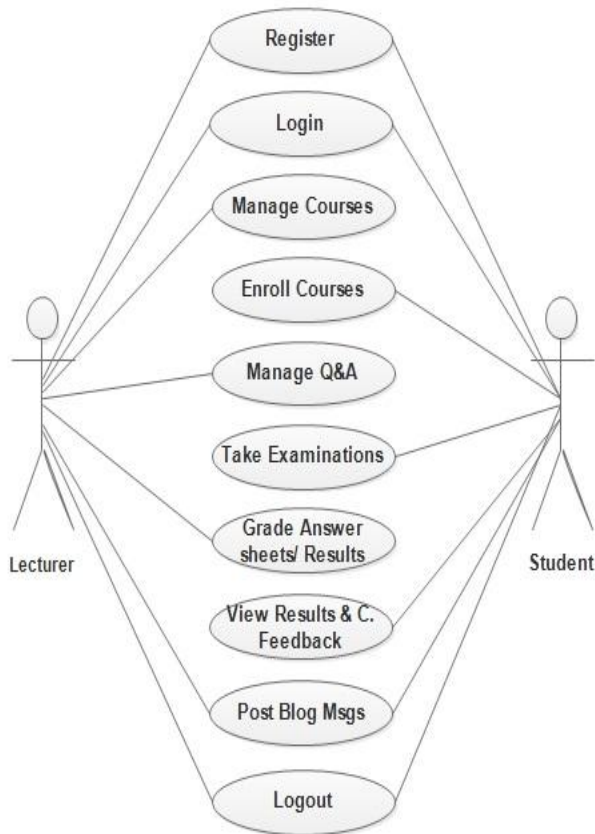 Register
Login
Manage Courses
Enroll Courses
Manage Q&A
Take Examinations
Grade Answer
sheets/ Results
Lecturer
Student
View Results & C.
Feedback
Post Blog Msgs
Logout